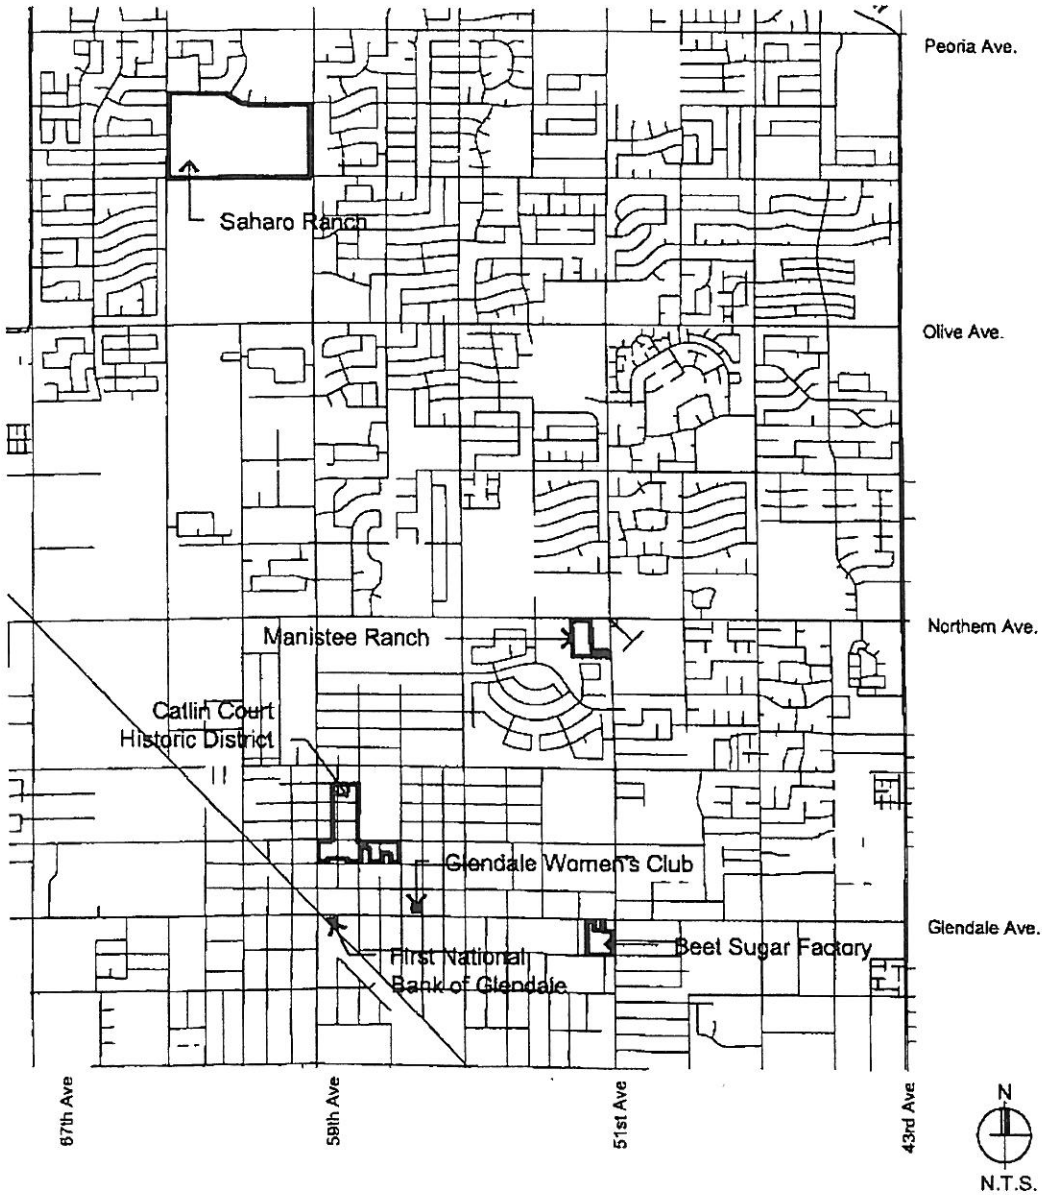 Peoria Ave.
Saharo Ranch
Olive Ave.
Manistee Ranch
Northern Ave.
Catlin Court
Historic District
Glendale Women's Club
Glendale Ave.
Beet Sugar Factory
First National
Bank of Glendale
67th Ave
59th Ave
51st Ave
43rd Ave
N
N.T.S.